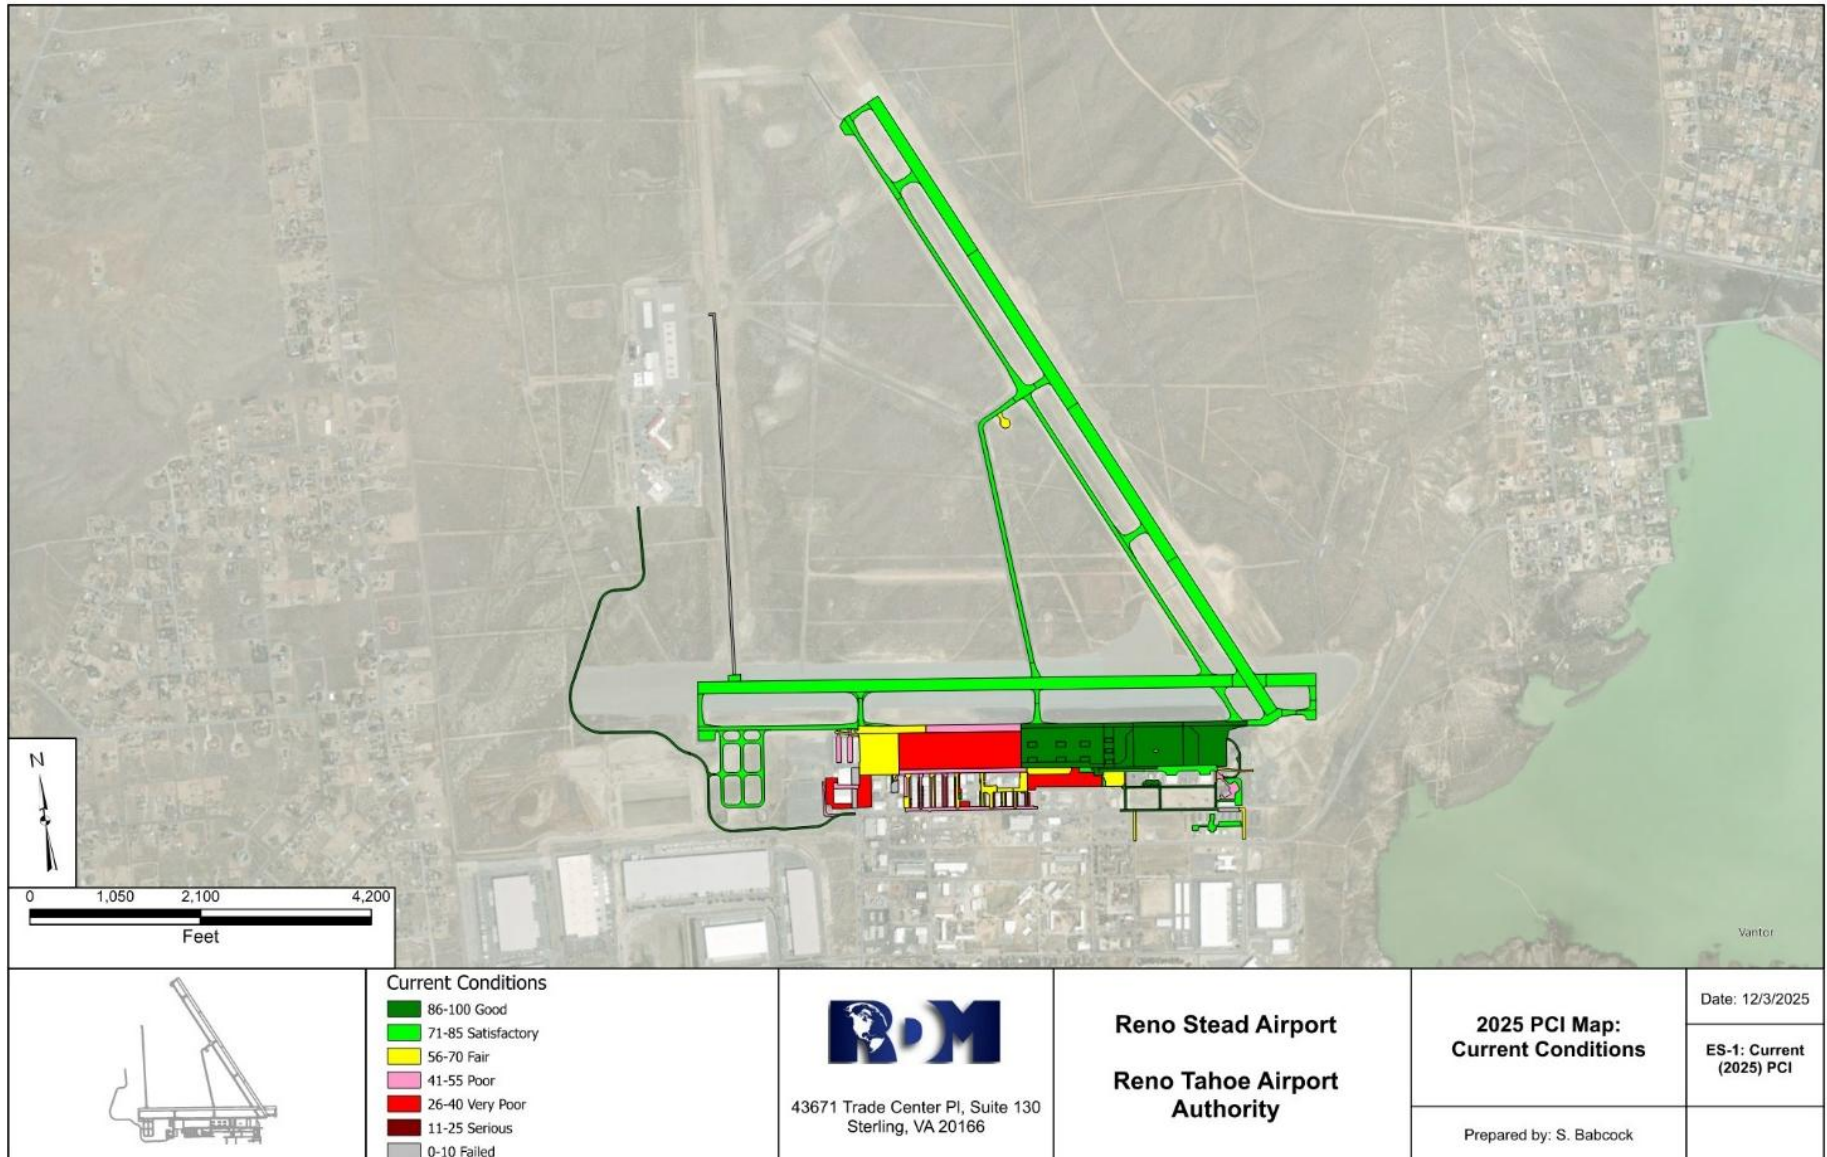 N
0 1,050 2,100 4,200
Feet
Vantor
Current Conditions
86-100 Good
71-85 Satisfactory
56-70 Fair
41-55 Poor
26-40 Very Poor
11-25 Serious
0-10 Failed
RDM
43671 Trade Center Pl, Suite 130
Sterling, VA 20166
Reno Stead Airport
Reno Tahoe Airport
Authority
2025 PCI Map:
Current Conditions
Prepared by: S. Babcock
Date: 12/3/2025
ES-1: Current
(2025) PCI